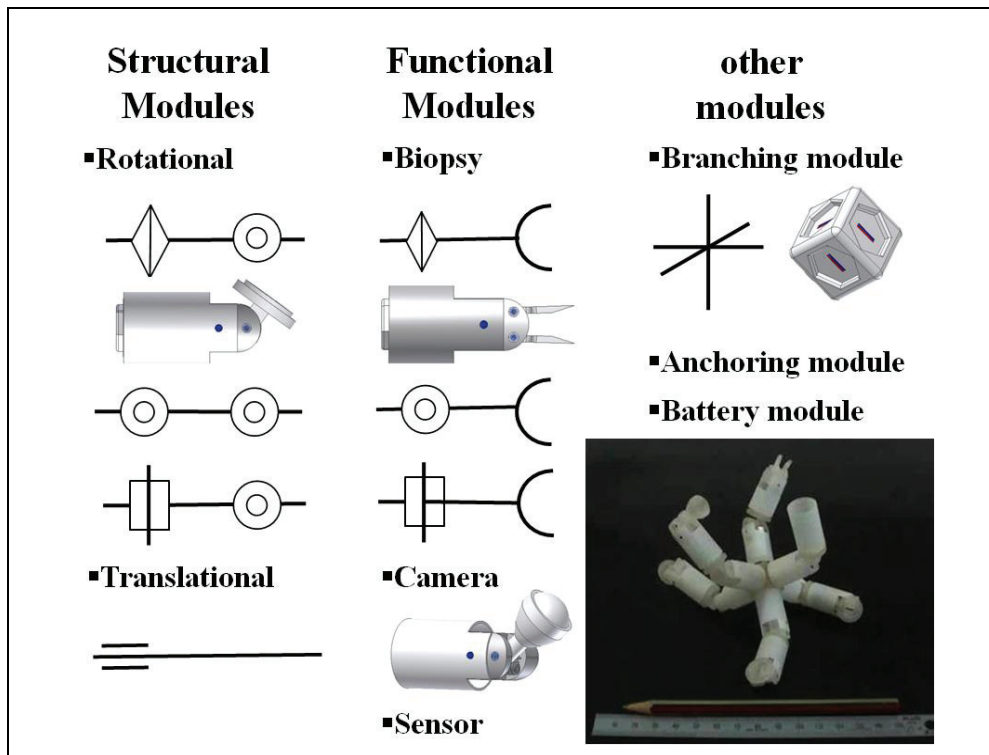 Structural
Modules
▪Rotational
▪Translational
Functional
Modules
▪Biopsy
▪Camera
▪Sensor
other
modules
▪Branching module
▪Anchoring module
▪Battery module